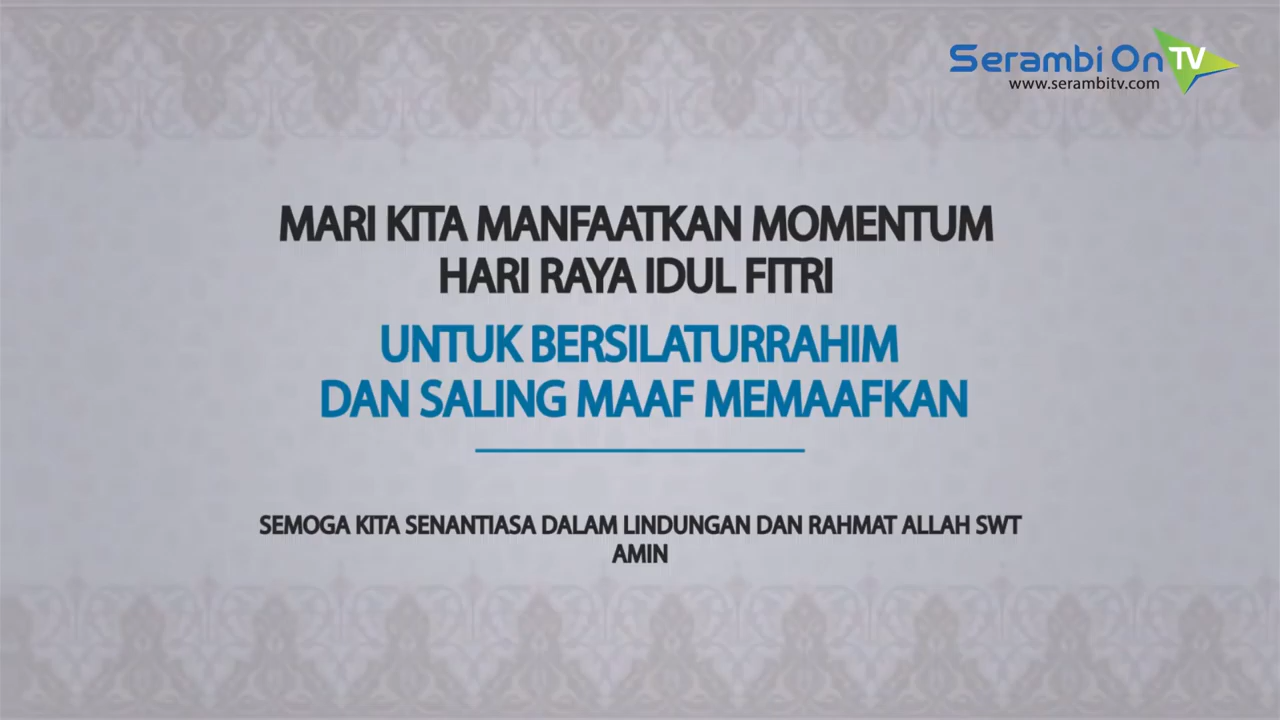 Serambi On TV
www.serambitv.com
MARI KITA MANFAATKAN MOMENTUM
HARI RAYA IDUL FITRI
UNTUK BERSILATURRAHIM
DAN SALING MAAF MEMAAFKAN
SEMOGA KITA SENANTIASA DALAM LINDUNGAN DAN RAHMAT ALLAH SWT
AMIN